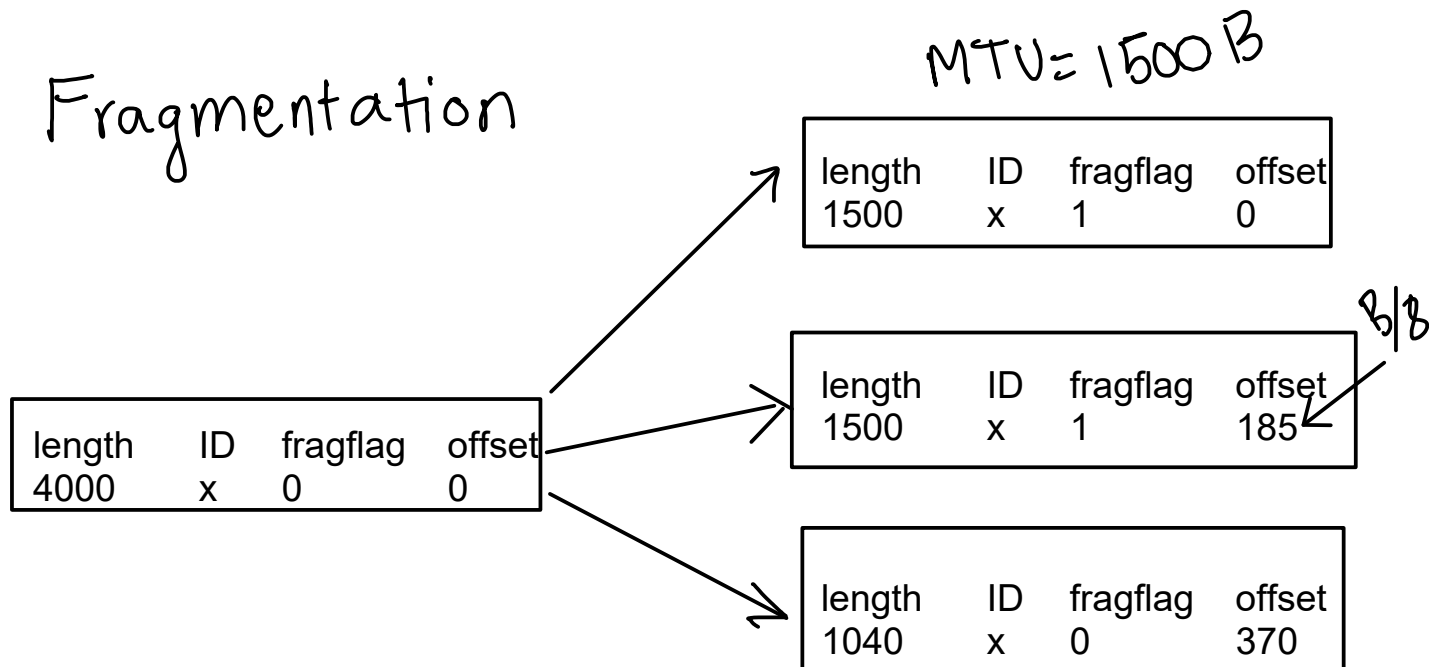 Fragmentation
MTU= 1500 B
length ID fragflag offset
1500 x 1 0
B/8
length ID fragflag offset
1500 x 1 185
length ID fragflag offset
4000 x 0 0
length ID fragflag offset
1040 x 0 370